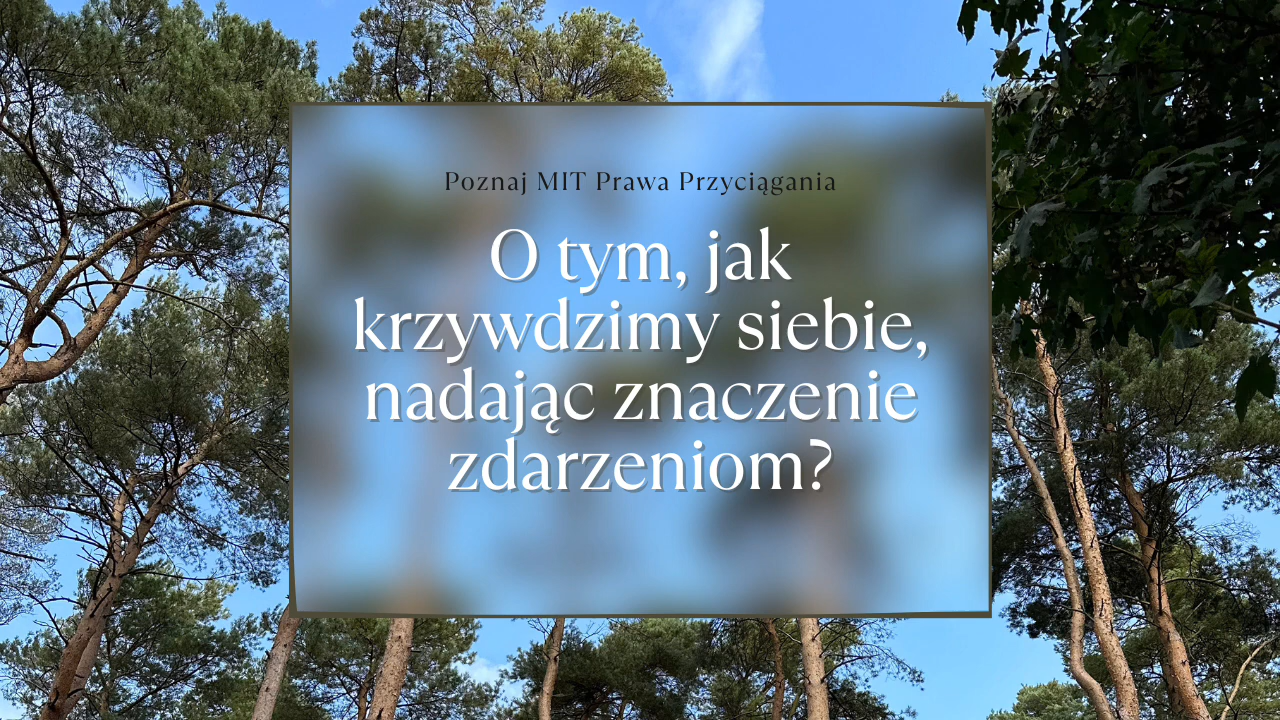 Poznaj MIT Prawa Przyciągania
O tym, jak
krzywdzimy siebie,
nadając znaczenie
zdarzeniom?